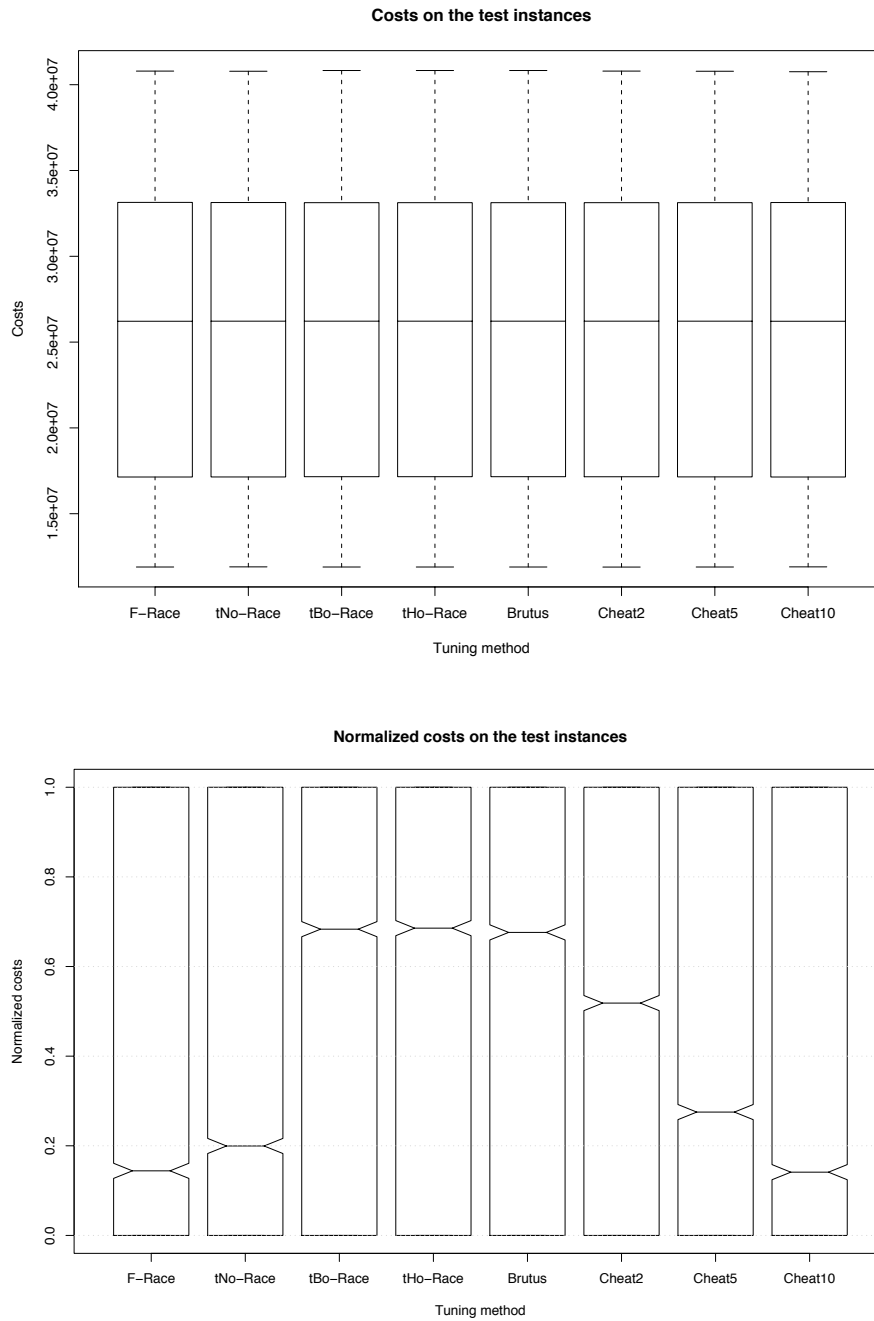 Costs on the test instances
4.0e+07
3.5e+07
3.0e+07
2.5e+07
2.0e+07
1.5e+07
Costs
F−Race tNo−Race tBo−Race tHo−Race Brutus Cheat2 Cheat5 Cheat10
Tuning method
Normalized costs on the test instances
1.0
0.8
0.6
0.4
0.2
0.0
Normalized costs
F−Race tNo−Race tBo−Race tHo−Race Brutus Cheat2 Cheat5 Cheat10
Tuning method